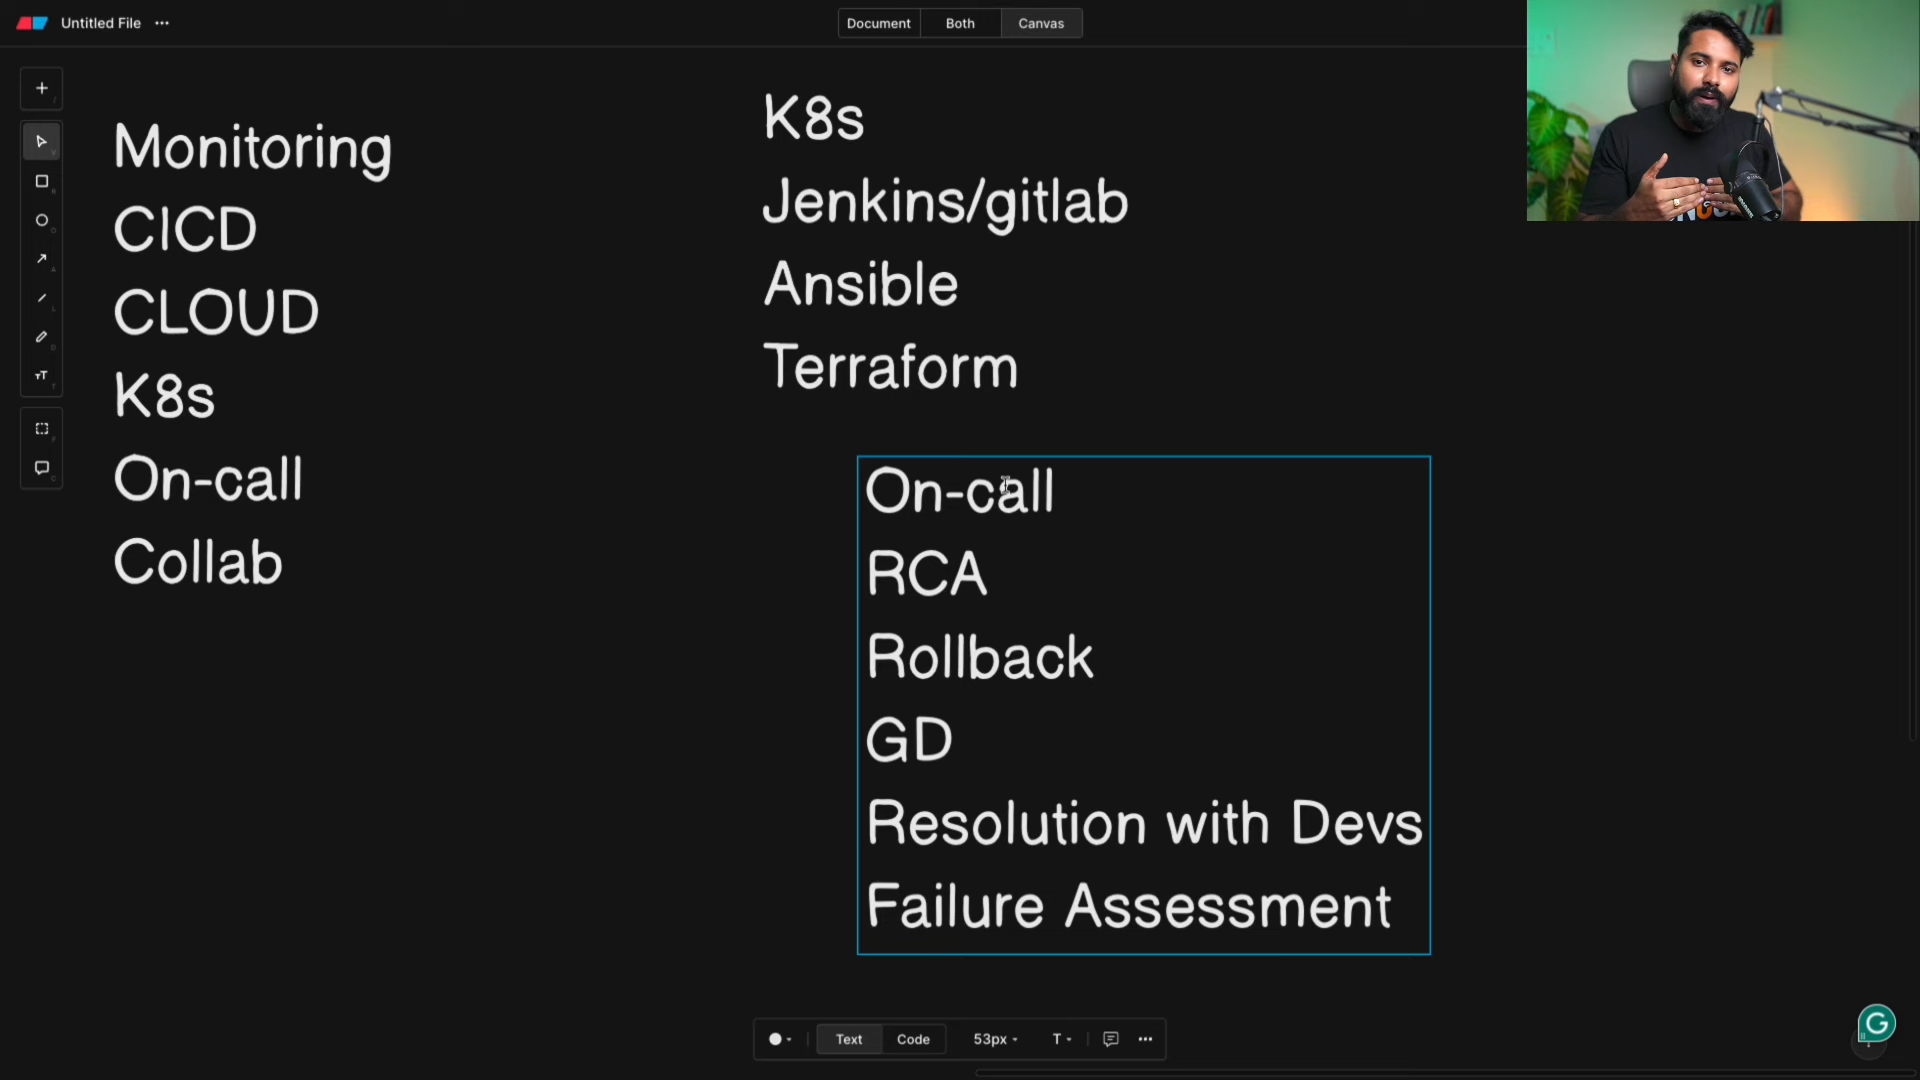 Untitled File
Document Both Canvas
Monitoring
CICD
CLOUD
K8s
On-call
Collab
K8s
Jenkins/gitlab
Ansible
Terraform
On-call
RCA
Rollback
GD
Resolution with Devs
Failure Assessment
Text Code 53px T